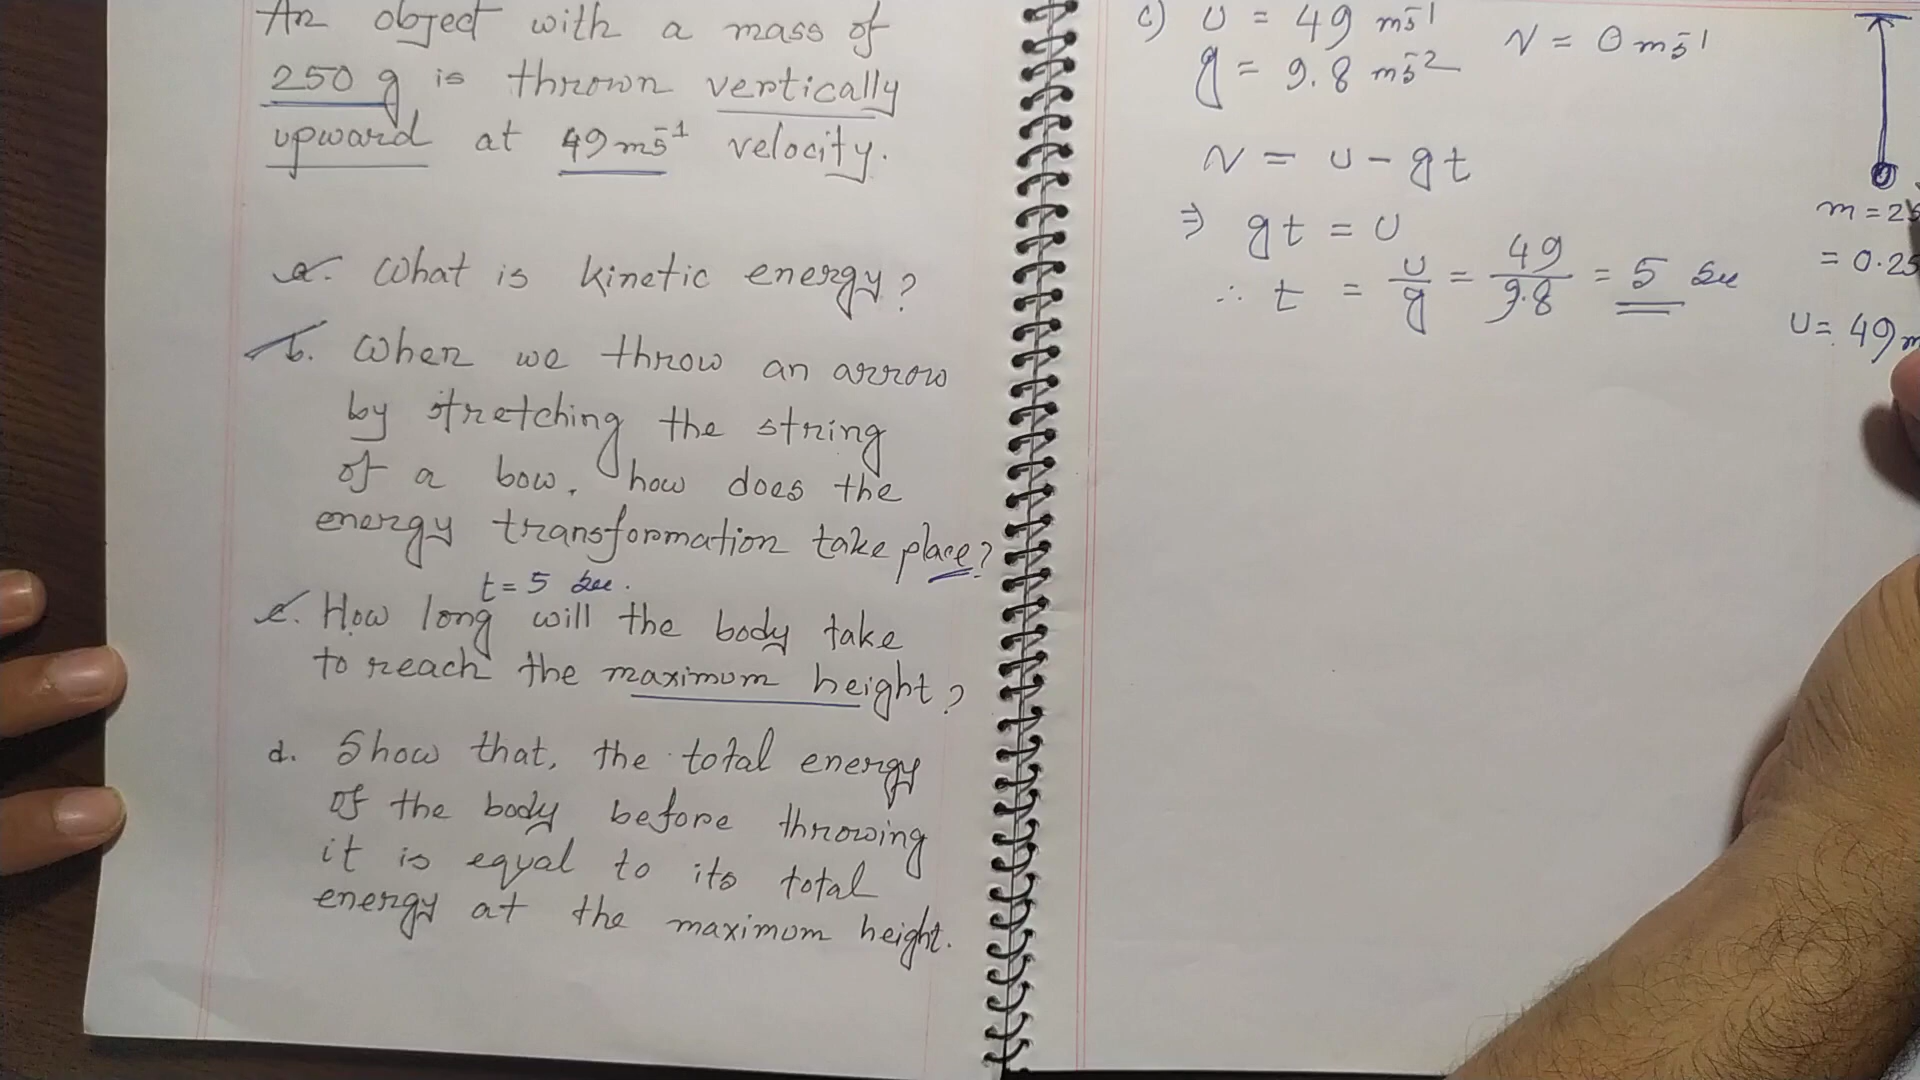 An object with a mass of
250 g is thrown vertically
upward at 49 ms⁻¹ velocity.
a. What is kinetic energy?
b. When we throw an arrow
by stretching the string
of a bow, how does the
energy transformation take place?
t = 5 sec.
c. How long will the body take
to reach the maximum height?
d. Show that, the total energy
of the body before throwing
it is equal to its total
energy at the maximum height.
c) u = 49 ms⁻¹ v = 0 ms⁻¹
g = 9.8 ms⁻²
v = u - gt
⇒ gt = u
∴ t = u/g = 49/9.8 = 5 sec
m = 25
= 0.25
u = 49 m